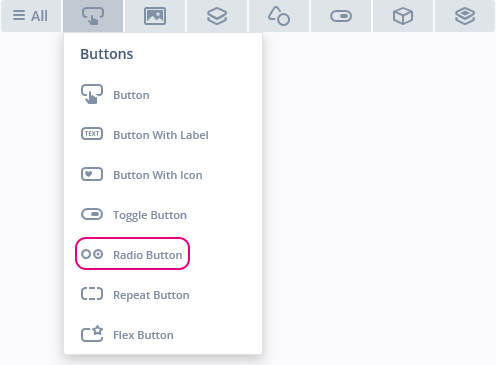 All
Buttons
Button
TEXT
Button With Label
Button With Icon
Toggle Button
Radio Button
Repeat Button
Flex Button